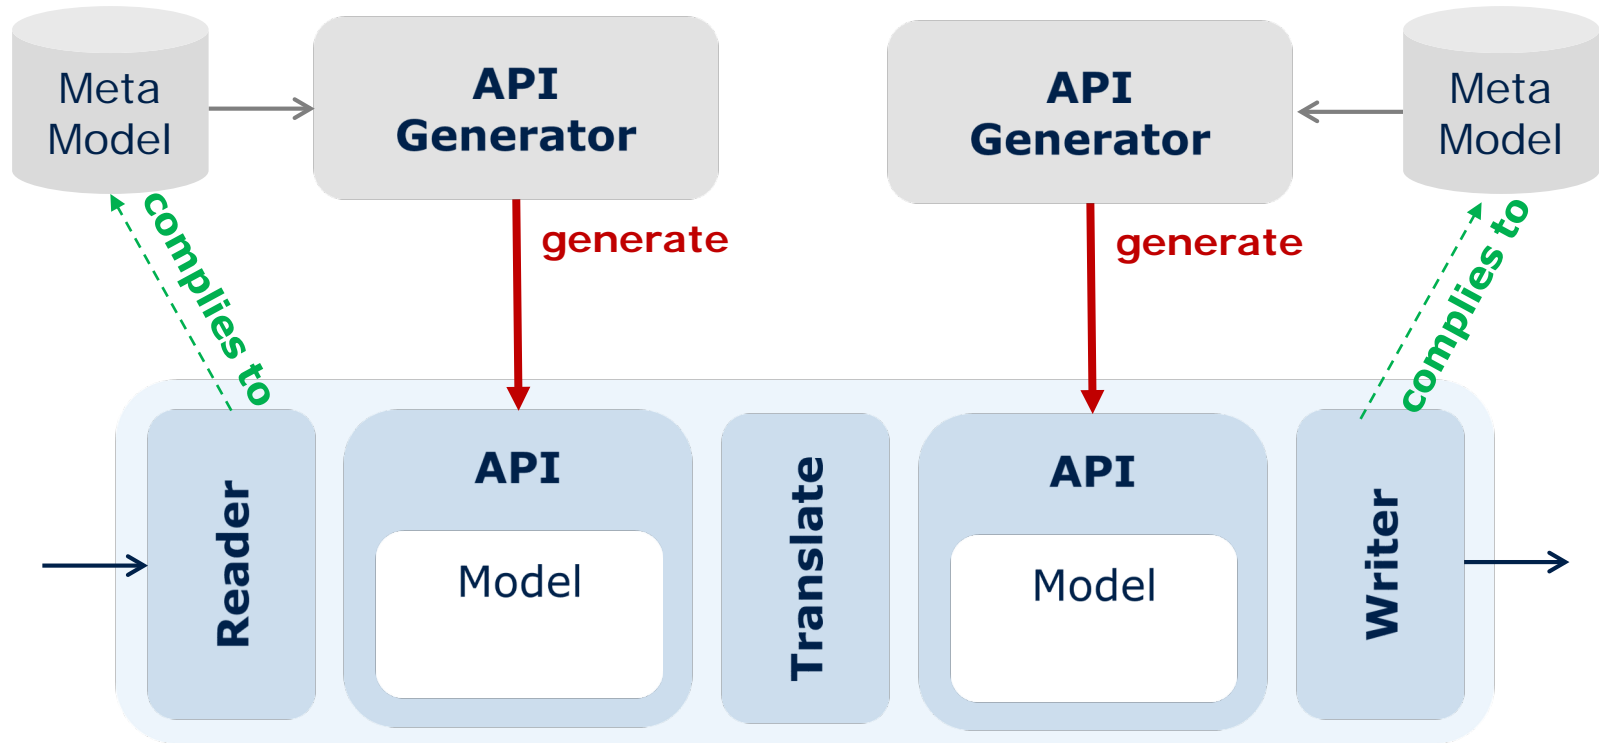 Meta
Model
API
Generator
API
Generator
Meta
Model
complies to
generate
generate
complies to
Reader
API
Model
Translate
API
Model
Writer